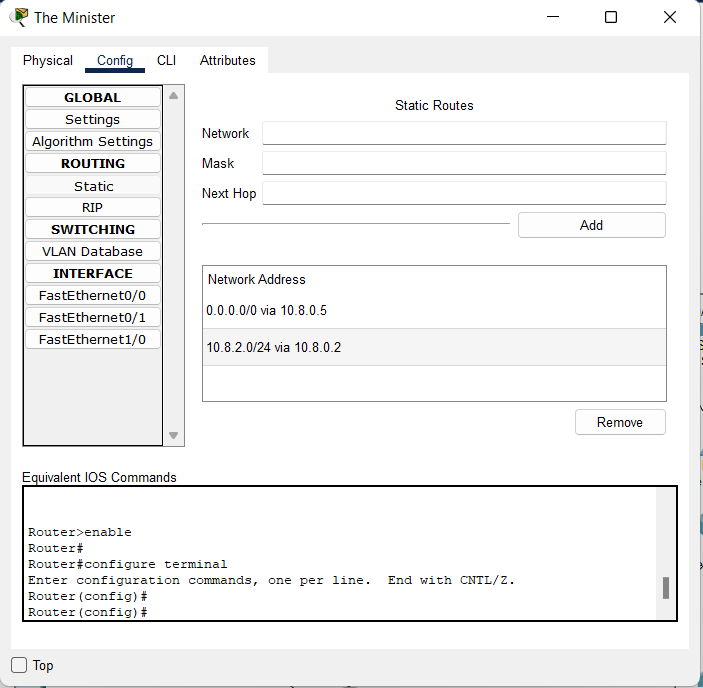 The Minister
Physical Config CLI Attributes
GLOBAL
Settings
Algorithm Settings
ROUTING
Static
RIP
SWITCHING
VLAN Database
INTERFACE
FastEthernet0/0
FastEthernet0/1
FastEthernet1/0
Static Routes
Network
Mask
Next Hop
Add
Network Address
0.0.0.0/0 via 10.8.0.5
10.8.2.0/24 via 10.8.0.2
Remove
Equivalent IOS Commands
Router>enable
Router#
Router#configure terminal
Enter configuration commands, one per line.  End with CNTL/Z.
Router(config)#
Router(config)#
Top